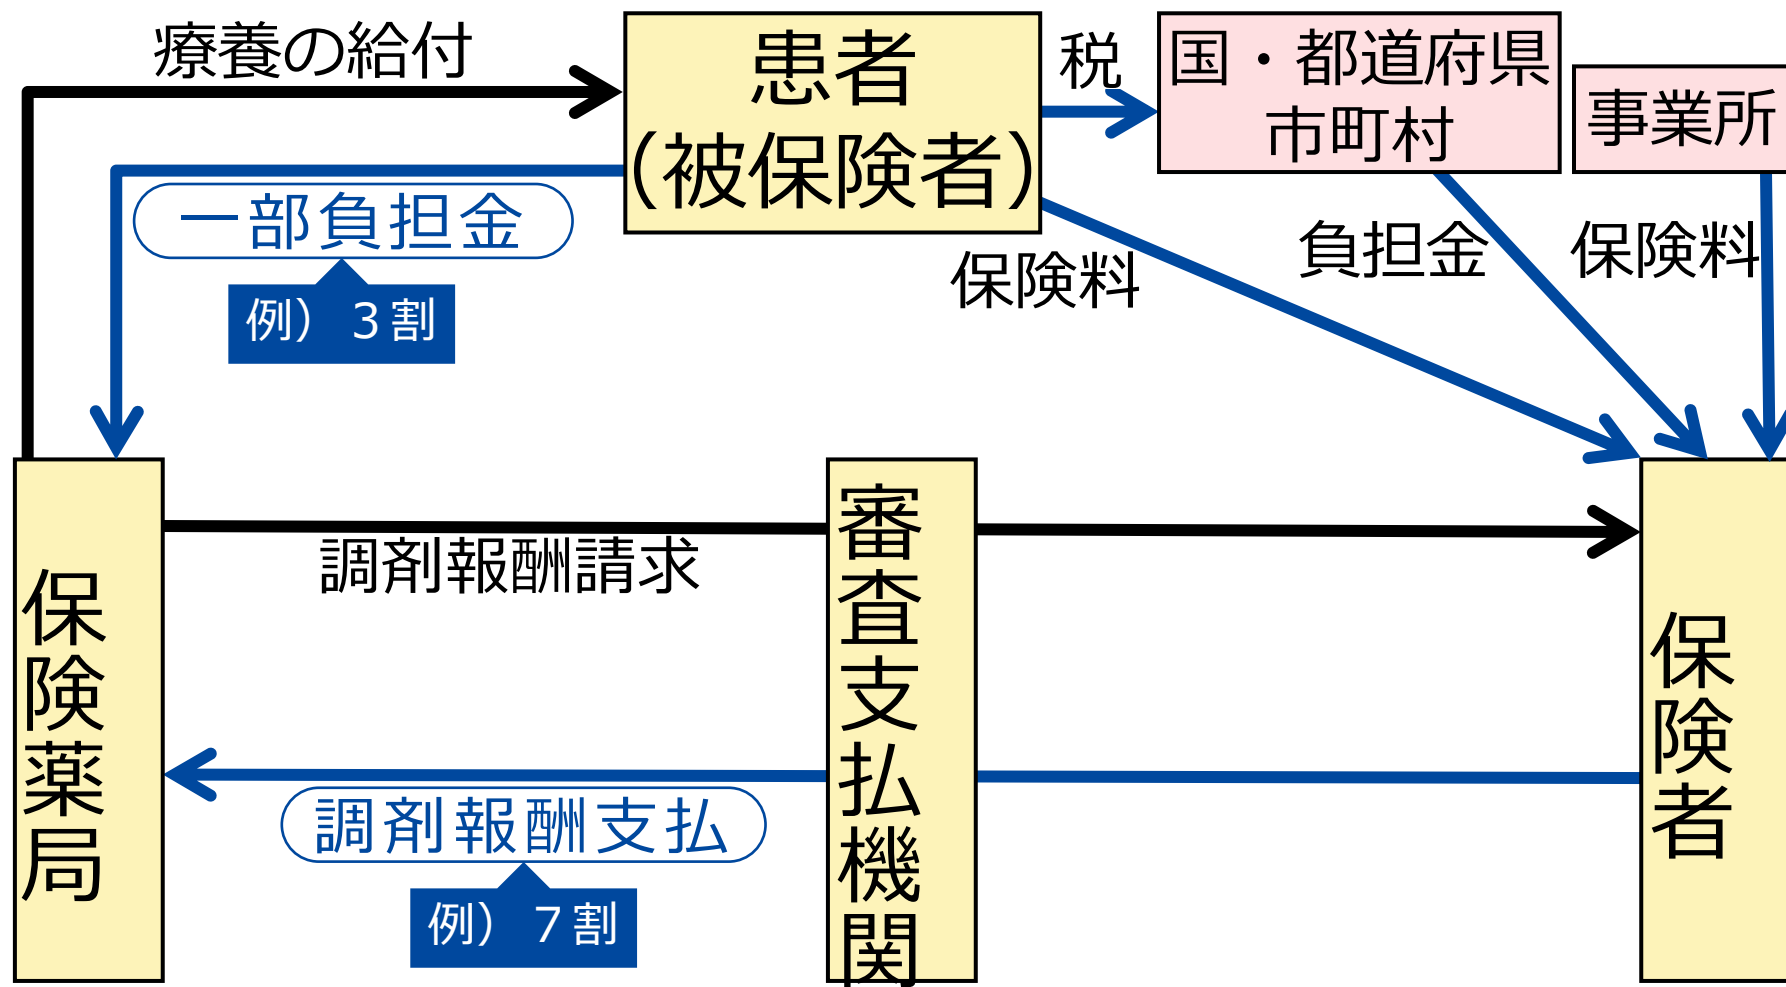 療養の給付
患者
（被保険者）
税
国・都道府県
市町村
事業所
一部負担金
例）３割
保険料
負担金
保険料
保険薬局
調剤報酬請求
審査支払機関
保険者
調剤報酬支払
例）７割